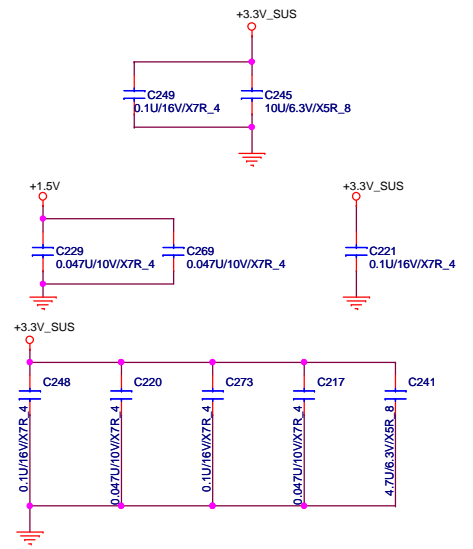 +3.3V_SUS
C249
0.1U/16V/X7R_4
C245
10U/6.3V/X5R_8
+1.5V
+3.3V_SUS
C229
0.047U/10V/X7R_4
C269
0.047U/10V/X7R_4
C221
0.1U/16V/X7R_4
+3.3V_SUS
C248
C220
C273
C217
C241
0.1U/16V/X7R_4
0.047U/10V/X7R_4
0.1U/16V/X7R_4
0.047U/10V/X7R_4
4.7U/6.3V/X5R_8